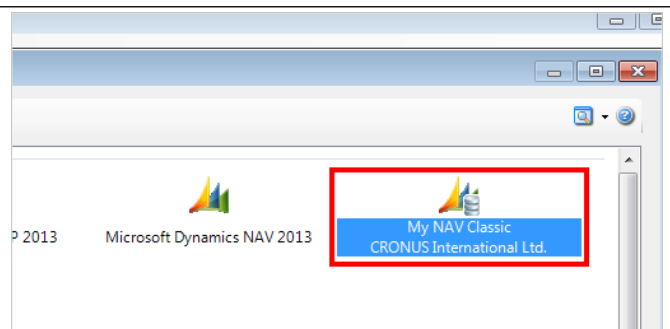 P 2013
Microsoft Dynamics NAV 2013
My NAV Classic
CRONUS International Ltd.